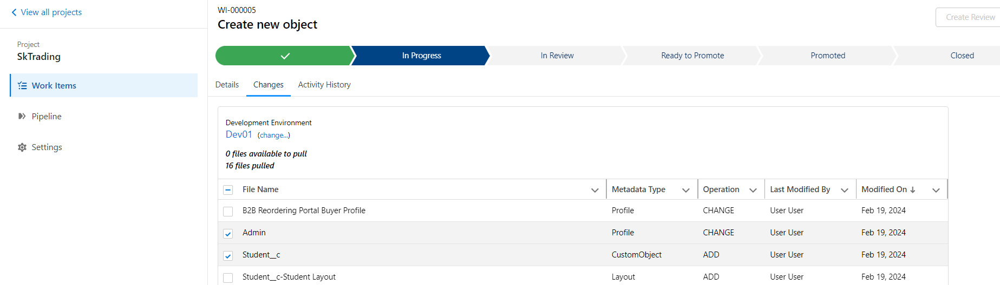 View all projects
Project
SkTrading
Work Items
Pipeline
Settings
WI-000005
Create new object
Create Review
In Progress
In Review
Ready to Promote
Promoted
Closed
Details
Changes
Activity History
Development Environment
Dev01 (change...)
0 files available to pull
16 files pulled
File Name Metadata Type Operation Last Modified By Modified On
B2B Reordering Portal Buyer Profile Profile CHANGE User User Feb 19, 2024
Admin Profile CHANGE User User Feb 19, 2024
Student__c CustomObject ADD User User Feb 19, 2024
Student__c-Student Layout Layout ADD User User Feb 19, 2024